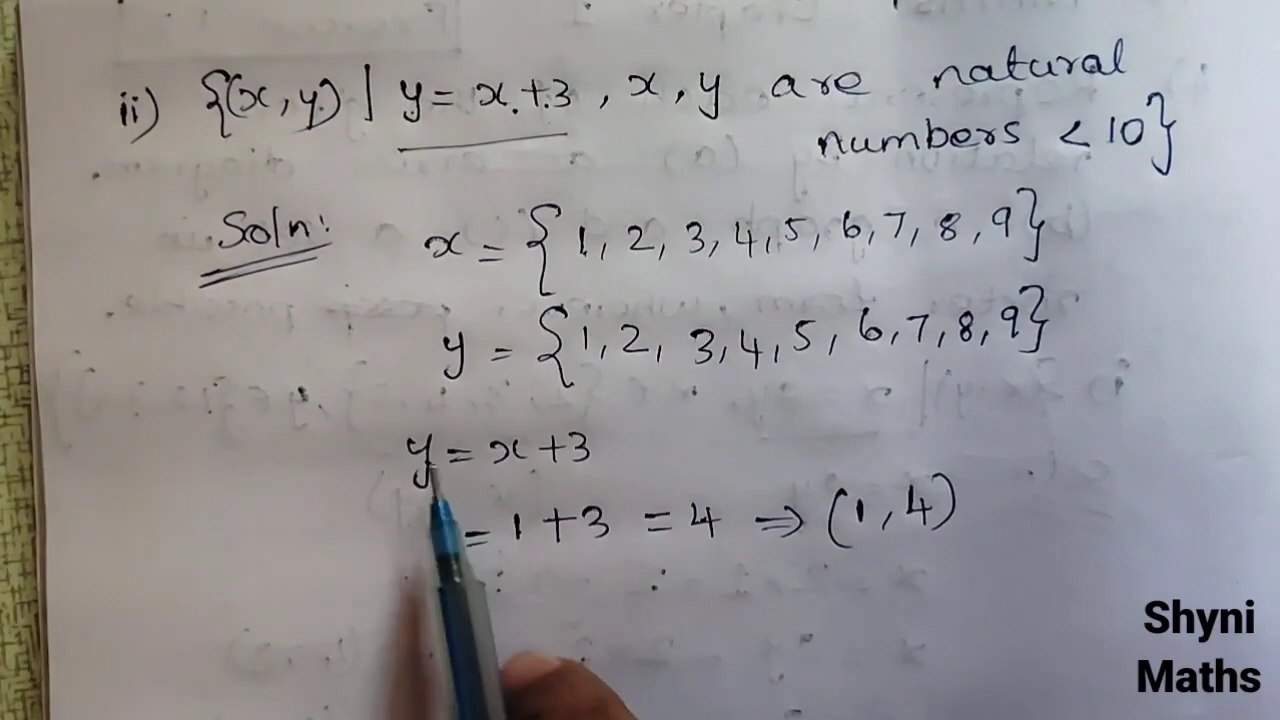 ii) {(x, y) | y = x + 3, x, y are natural
numbers < 10}
Soln:
x = {1, 2, 3, 4, 5, 6, 7, 8, 9}
y = {1, 2, 3, 4, 5, 6, 7, 8, 9}
y = x + 3
= 1 + 3 = 4 ⇒ (1, 4)
Shyni
Maths